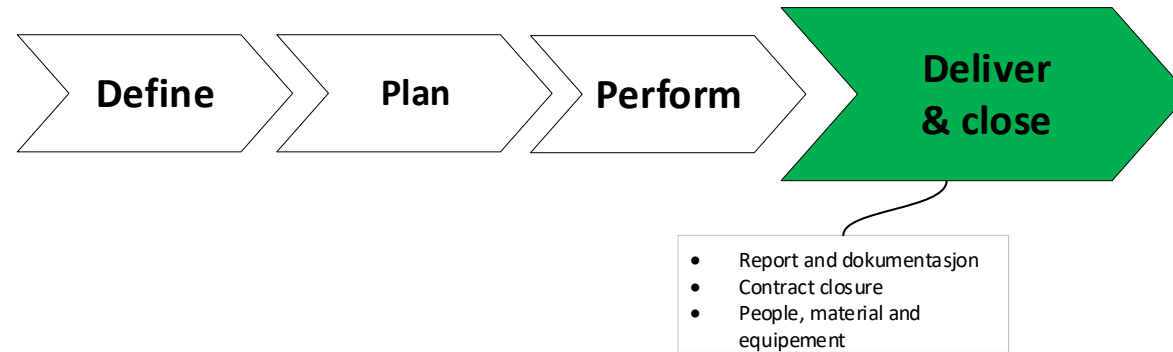 Define
Plan
Perform
Deliver
& close
• Report and dokumentasjon
• Contract closure
• People, material and
equipement